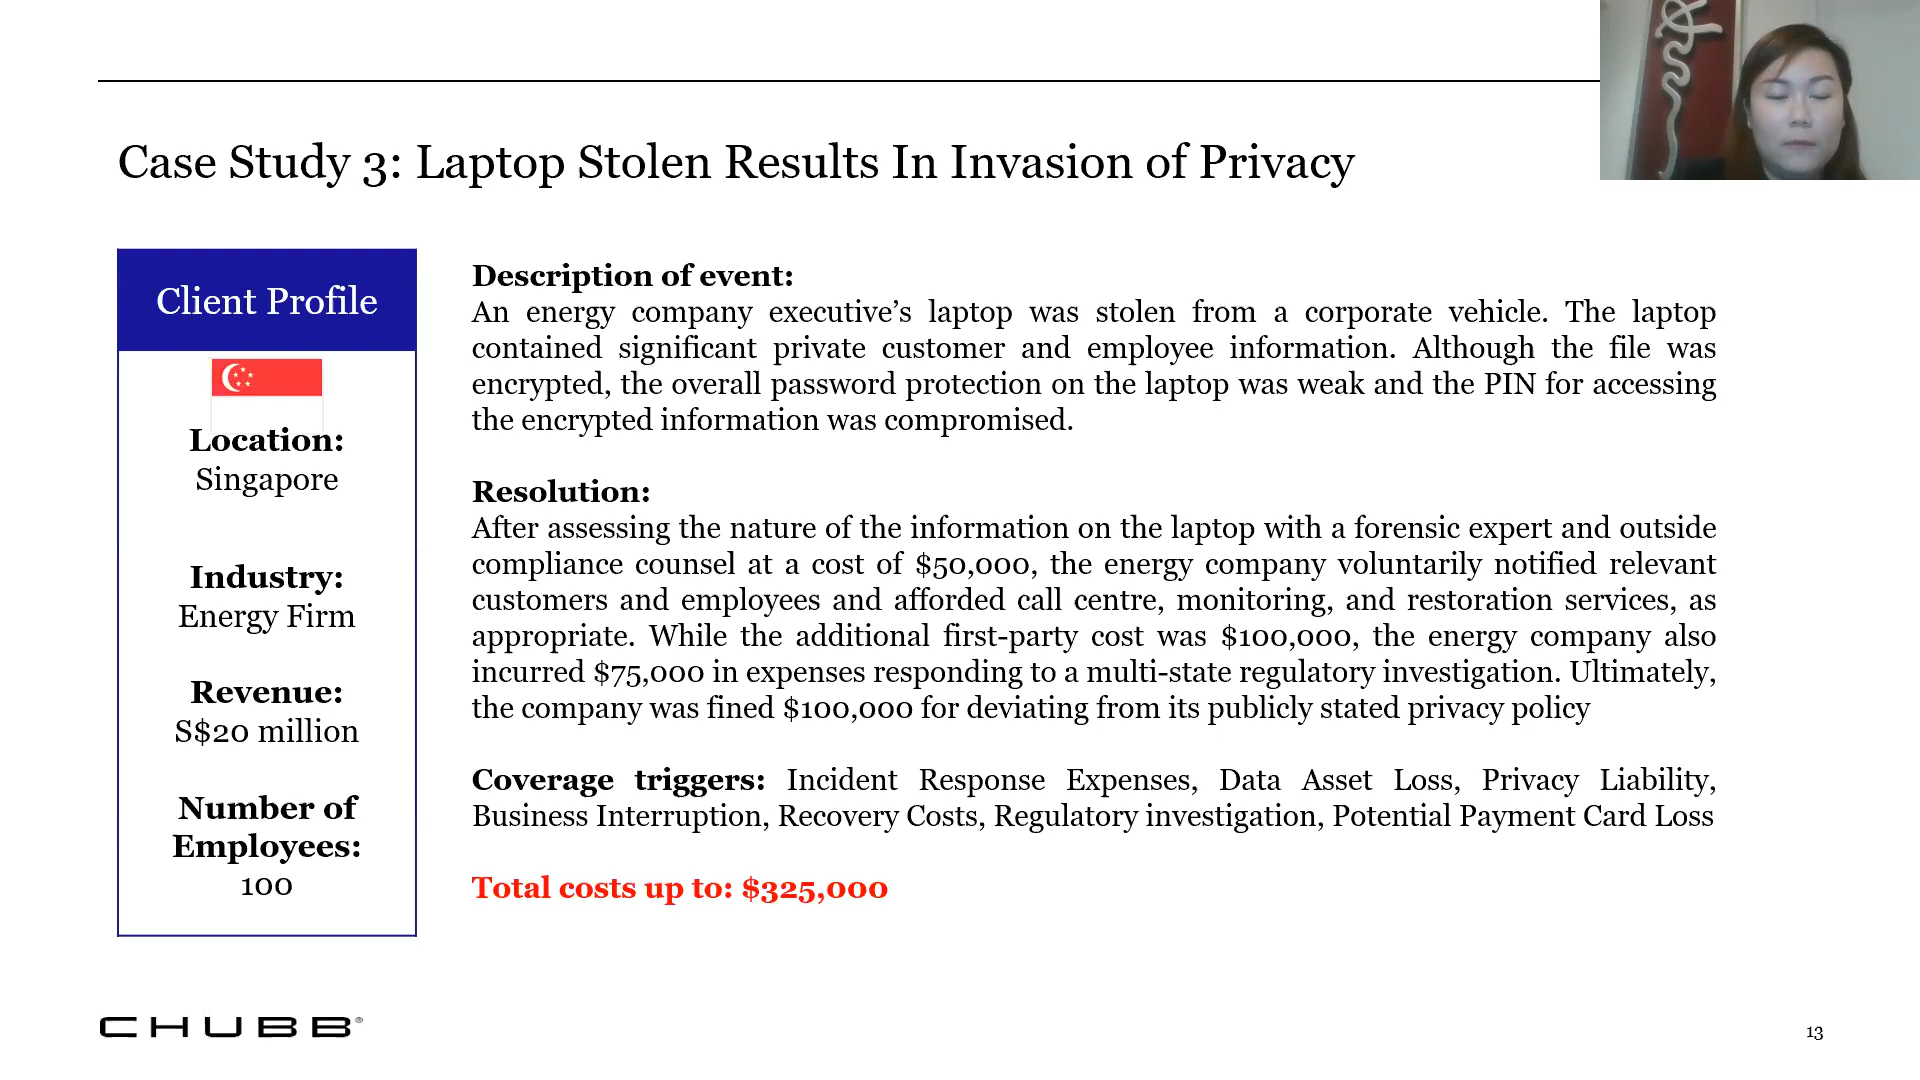 Case Study 3: Laptop Stolen Results In Invasion of Privacy
Client Profile
Location:
Singapore
Industry:
Energy Firm
Revenue:
S$20 million
Number of
Employees:
100
Description of event:
An energy company executive’s laptop was stolen from a corporate vehicle. The laptop
contained significant private customer and employee information. Although the file was
encrypted, the overall password protection on the laptop was weak and the PIN for accessing
the encrypted information was compromised.
Resolution:
After assessing the nature of the information on the laptop with a forensic expert and outside
compliance counsel at a cost of $50,000, the energy company voluntarily notified relevant
customers and employees and afforded call centre, monitoring, and restoration services, as
appropriate. While the additional first-party cost was $100,000, the energy company also
incurred $75,000 in expenses responding to a multi-state regulatory investigation. Ultimately,
the company was fined $100,000 for deviating from its publicly stated privacy policy
Coverage triggers: Incident Response Expenses, Data Asset Loss, Privacy Liability,
Business Interruption, Recovery Costs, Regulatory investigation, Potential Payment Card Loss
Total costs up to: $325,000
CHUBB®
13